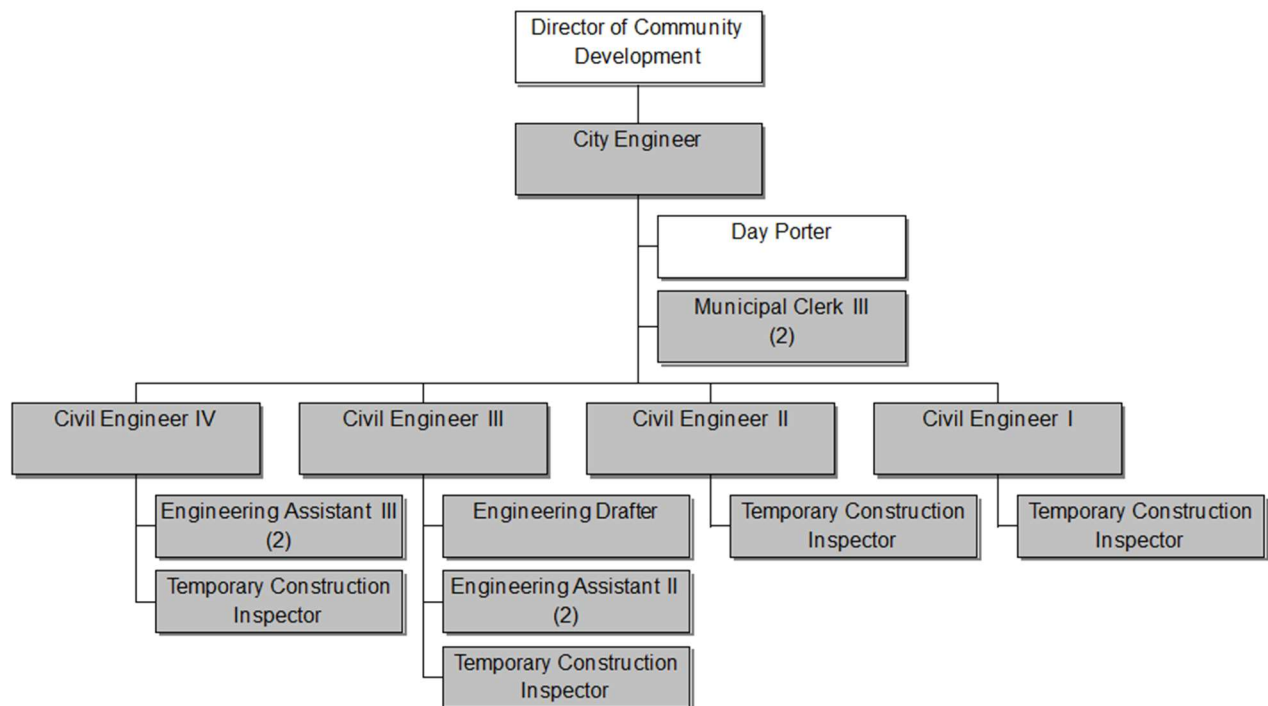 Director of Community
Development
City Engineer
Day Porter
Municipal Clerk III
(2)
Civil Engineer IV
Civil Engineer III
Civil Engineer II
Civil Engineer I
Engineering Assistant III
(2)
Temporary Construction
Inspector
Engineering Drafter
Engineering Assistant II
(2)
Temporary Construction
Inspector
Temporary Construction
Inspector
Temporary Construction
Inspector